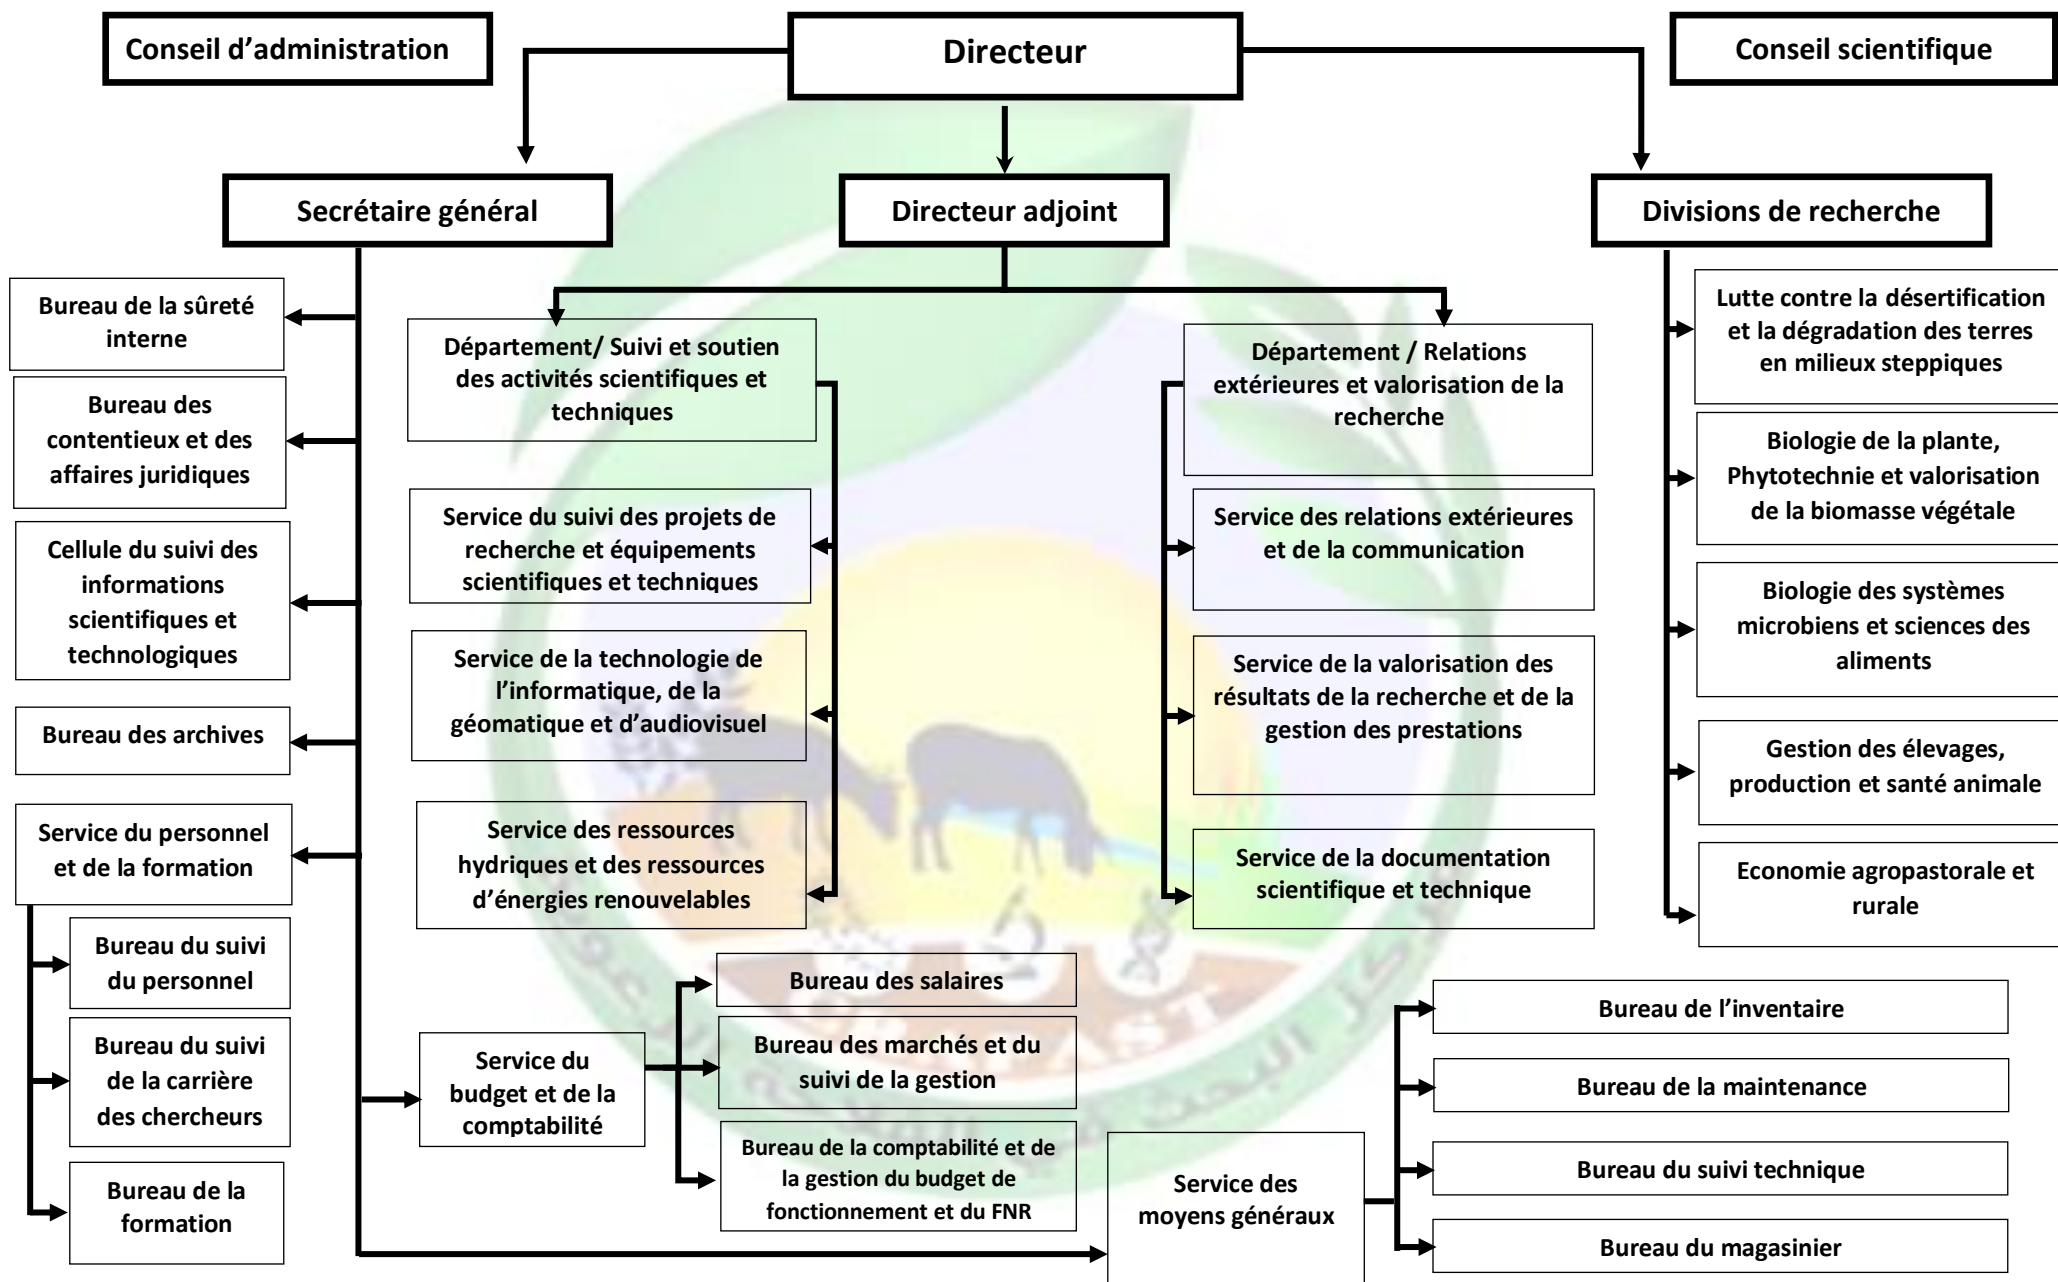 Conseil d'administration
Directeur
Conseil scientifique
Secrétaire général
Directeur adjoint
Divisions de recherche
Bureau de la sûreté
interne
Bureau des
contentieux et des
affaires juridiques
Cellule du suivi des
informations
scientifiques et
technologiques
Bureau des archives
Service du personnel
et de la formation
Bureau du suivi
du personnel
Bureau du suivi
de la carrière
des chercheurs
Bureau de la
formation
Département/ Suivi et soutien
des activités scientifiques et
techniques
Service du suivi des projets de
recherche et équipements
scientifiques et techniques
Service de la technologie de
l'informatique, de la
géomatique et d'audiovisuel
Service des ressources
hydriques et des ressources
d'énergies renouvelables
Département / Relations
extérieures et valorisation de la
recherche
Service des relations extérieures
et de la communication
Service de la valorisation des
résultats de la recherche et de la
gestion des prestations
Service de la documentation
scientifique et technique
Lutte contre la désertification
et la dégradation des terres
en milieux steppiques
Biologie de la plante,
Phytotechnie et valorisation
de la biomasse végétale
Biologie des systèmes
microbiens et sciences des
aliments
Gestion des élevages,
production et santé animale
Economie agropastorale et
rurale
Service du
budget et de la
comptabilité
Bureau des salaires
Bureau des marchés et du
suivi de la gestion
Bureau de la comptabilité et de
la gestion du budget de
fonctionnement et du FNR
Service des
moyens généraux
Bureau de l'inventaire
Bureau de la maintenance
Bureau du suivi technique
Bureau du magasinier